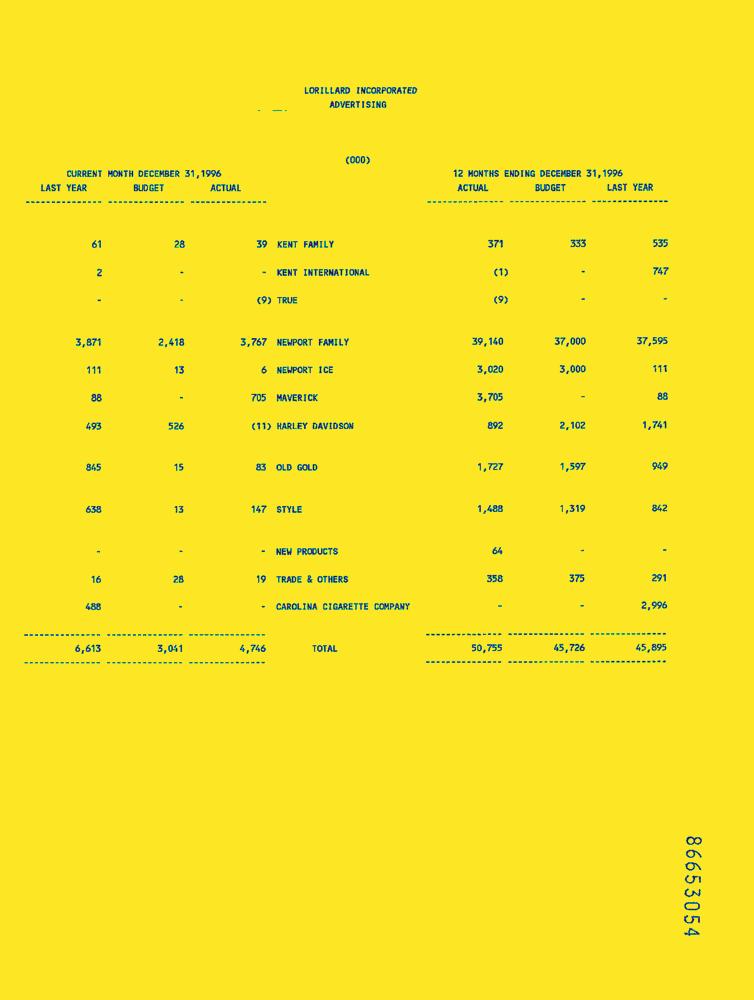 LORILLARD INCORPORATED
ADVERTISING
(000)
CURRENT MONTH DECEMBER 31,1996 12 MONTHS ENDING DECEMBER 31,1996
LAST YEAR BUDGET ACTUAL ACTUAL BUDGET LAST YEAR
61 28 39 KENT FAMILY 371 333 535
2 - - KENT INTERNATIONAL (1) - 747
- - (9) TRUE (9) - -
3,871 2,418 3,767 NEWPORT FAMILY 39,140 37,000 37,595
111 13 6 NEWPORT ICE 3,020 3,000 111
88 - 705 MAVERICK 3,705 - 88
493 526 (11) HARLEY DAVIDSON 892 2,102 1,741
845 15 83 OLD GOLD 1,727 1,597 949
638 13 147 STYLE 1,488 1,319 842
- - - NEW PRODUCTS 64 - -
16 28 19 TRADE & OTHERS 358 375 291
488 - - CAROLINA CIGARETTE COMPANY - - 2,996
6,613 3,041 4,746 TOTAL 50,755 45,726 45,895
86653054